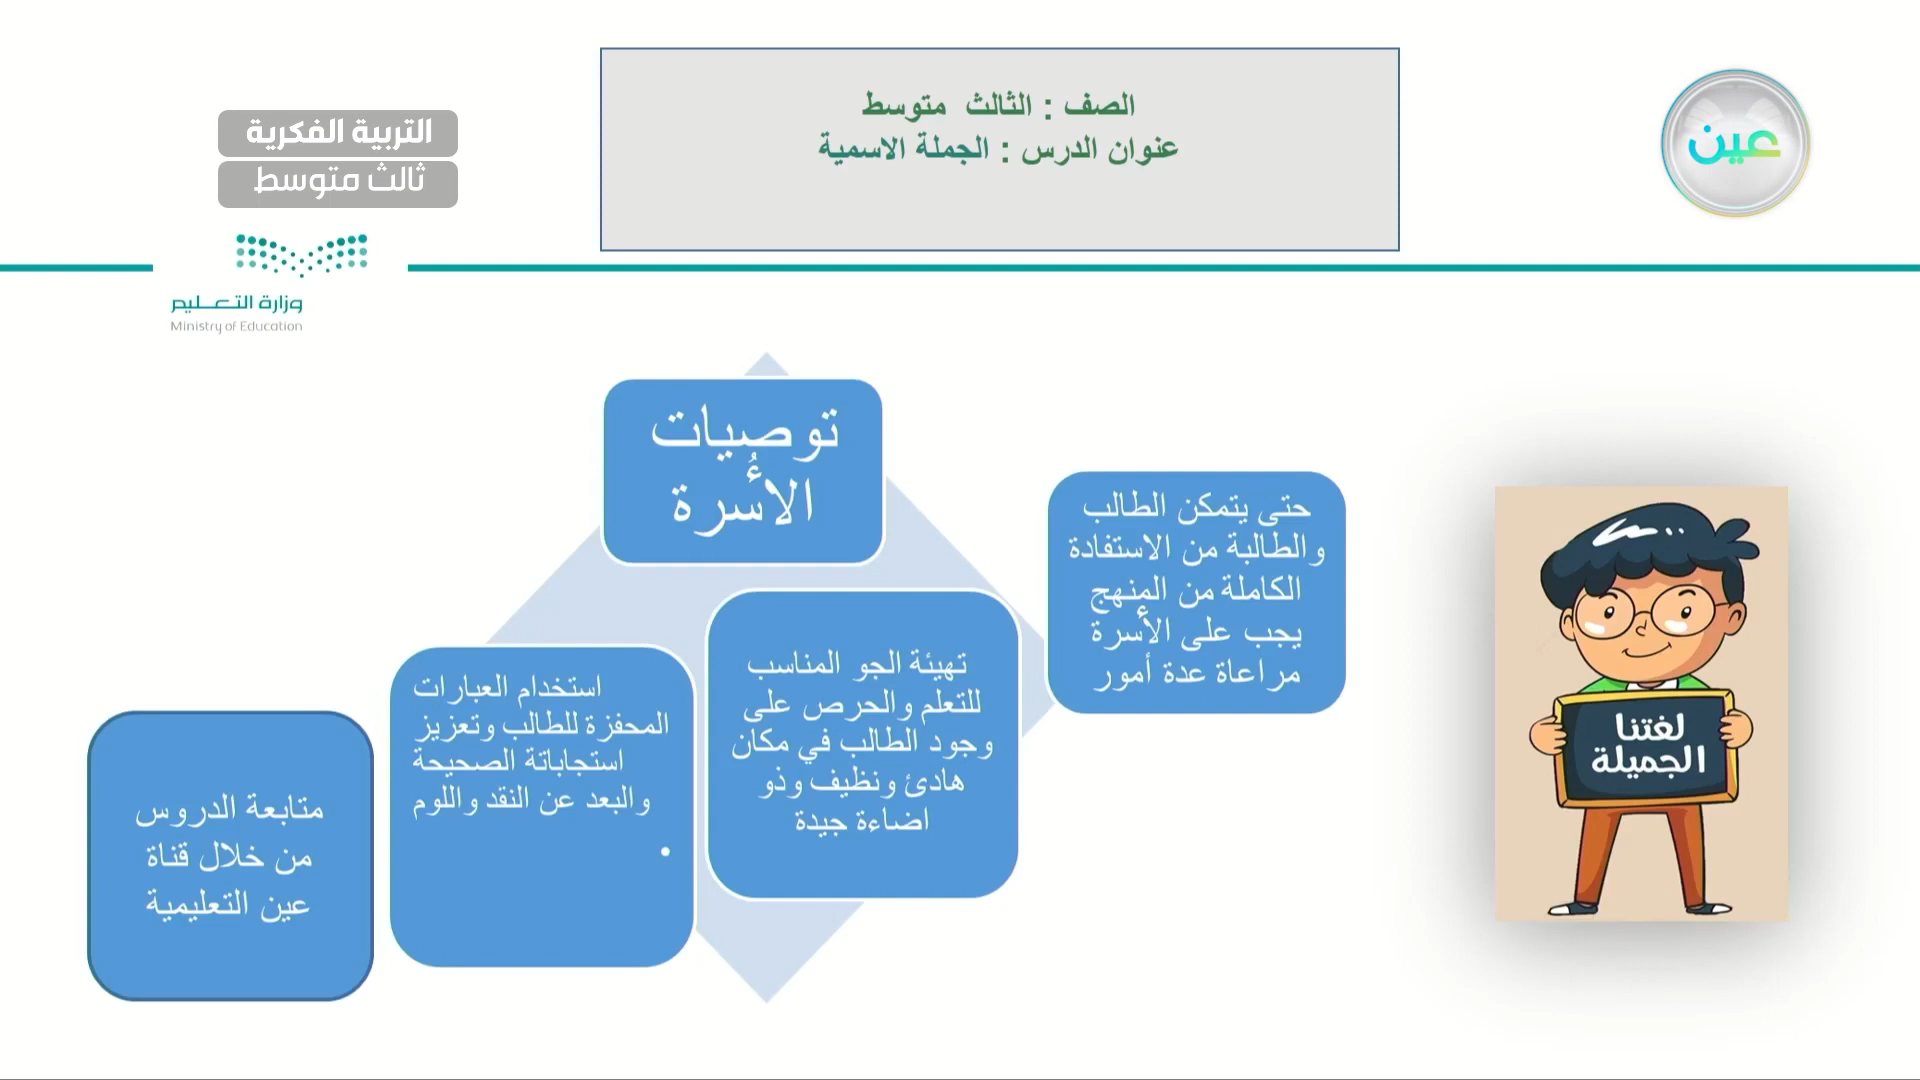 الصف : الثالث متوسط
عنوان الدرس : الجملة الاسمية
عين
التربية الفكرية
ثالث متوسط
وزارة التعليم
Ministry of Education
توصيات
الأُسرة
حتى يتمكن الطالب
والطالبة من الاستفادة
الكاملة من المنهج
يجب على الأسرة
مراعاة عدة أمور
تهيئة الجو المناسب
للتعلم والحرص على
وجود الطالب في مكان
هادئ ونظيف وذو
اضاءة جيدة
استخدام العبارات
المحفزة للطالب وتعزيز
استجاباتة الصحيحة
والبعد عن النقد واللوم
•
متابعة الدروس
من خلال قناة
عين التعليمية
لغتنا
الجميلة